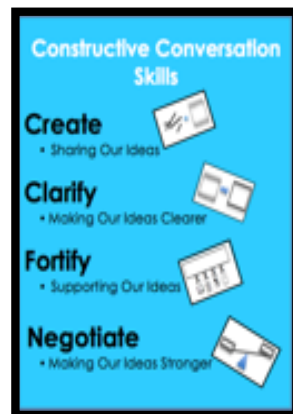 Constructive Conversation
Skills
Create
• Sharing Our Ideas
Clarify
• Making Our Ideas Clearer
Fortify
• Supporting Our Ideas
Negotiate
• Making Our Ideas Stronger